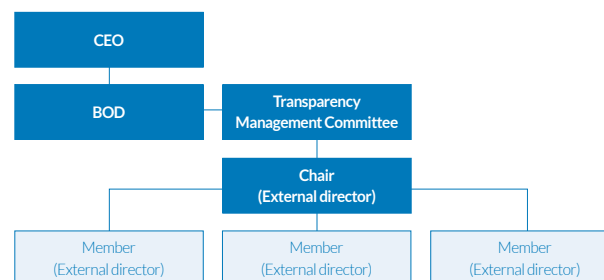 CEO
BOD
Transparency
Management Committee
Chair
(External director)
Member
(External director)
Member
(External director)
Member
(External director)